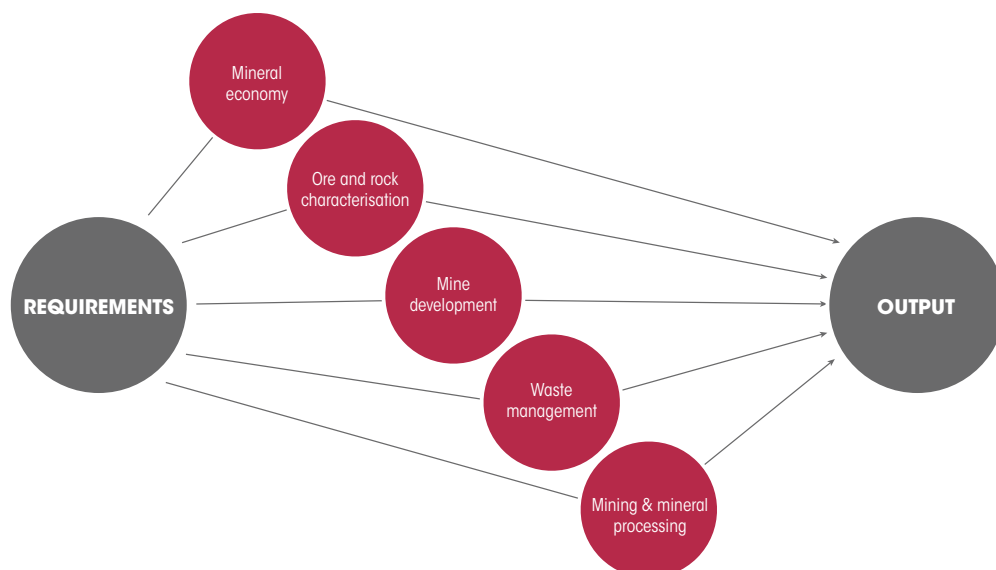 Mineral
economy
Ore and rock
characterisation
REQUIREMENTS
Mine
development
OUTPUT
Waste
management
Mining & mineral
processing